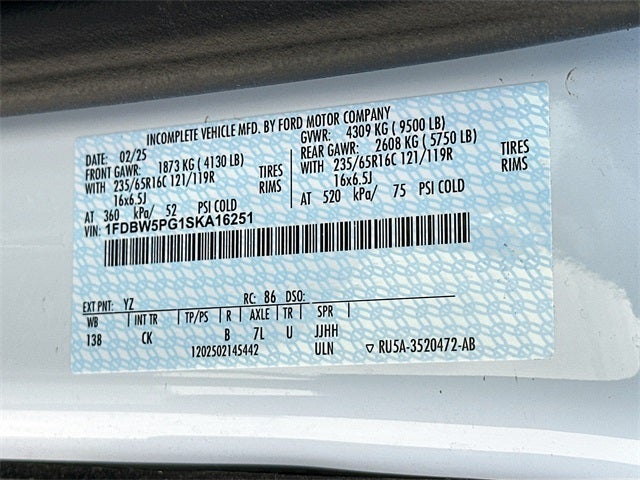 INCOMPLETE VEHICLE MFD. BY FORD MOTOR COMPANY
DATE: 02/25 GVWR: 4309 KG ( 9500 LB)
FRONT GAWR: 1873 KG ( 4130 LB) REAR GAWR: 2608 KG ( 5750 LB)
WITH 235/65R16C 121/119R TIRES WITH 235/65R16C 121/119R TIRES
16x6.5J RIMS 16x6.5J RIMS
AT 360 kPa/ 52 PSI COLD AT 520 kPa/ 75 PSI COLD
VIN: 1FDBW5PG1SKA16251
EXT PNT: YZ RC: 86 DSO:
WB INT TR TP/PS R AXLE TR SPR
138 CK B 7L U JJHH
1202502145442 ULN ▽ RU5A-3520472-AB